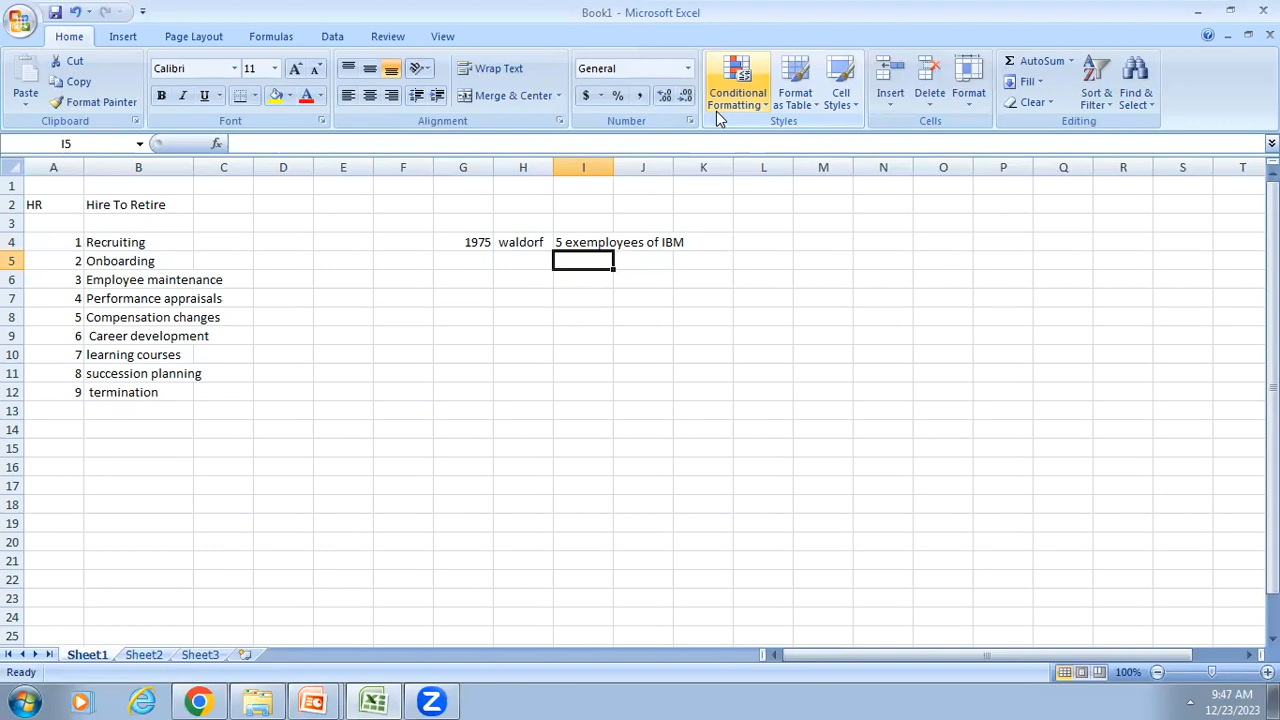 Book1 - Microsoft Excel
Home Insert Page Layout Formulas Data Review View
Cut
Copy
Format Painter
Paste
Clipboard
Calibri 11
B I U
Font
Wrap Text
Merge & Center
Alignment
General
$ % ,
Number
Conditional Formatting
Format as Table
Cell Styles
Styles
Insert Delete Format
Cells
AutoSum
Fill
Clear
Sort & Filter
Find & Select
Editing
I5 fx
A B C D E F G H I J K L M N O P Q R S T
1
2 HR Hire To Retire
3
4 1 Recruiting 1975 waldorf 5 exemployees of IBM
5 2 Onboarding
6 3 Employee maintenance
7 4 Performance appraisals
8 5 Compensation changes
9 6 Career development
10 7 learning courses
11 8 succession planning
12 9 termination
13
14
15
16
17
18
19
20
21
22
23
24
25
Sheet1 Sheet2 Sheet3
Ready 100%
9:47 AM
12/23/2023